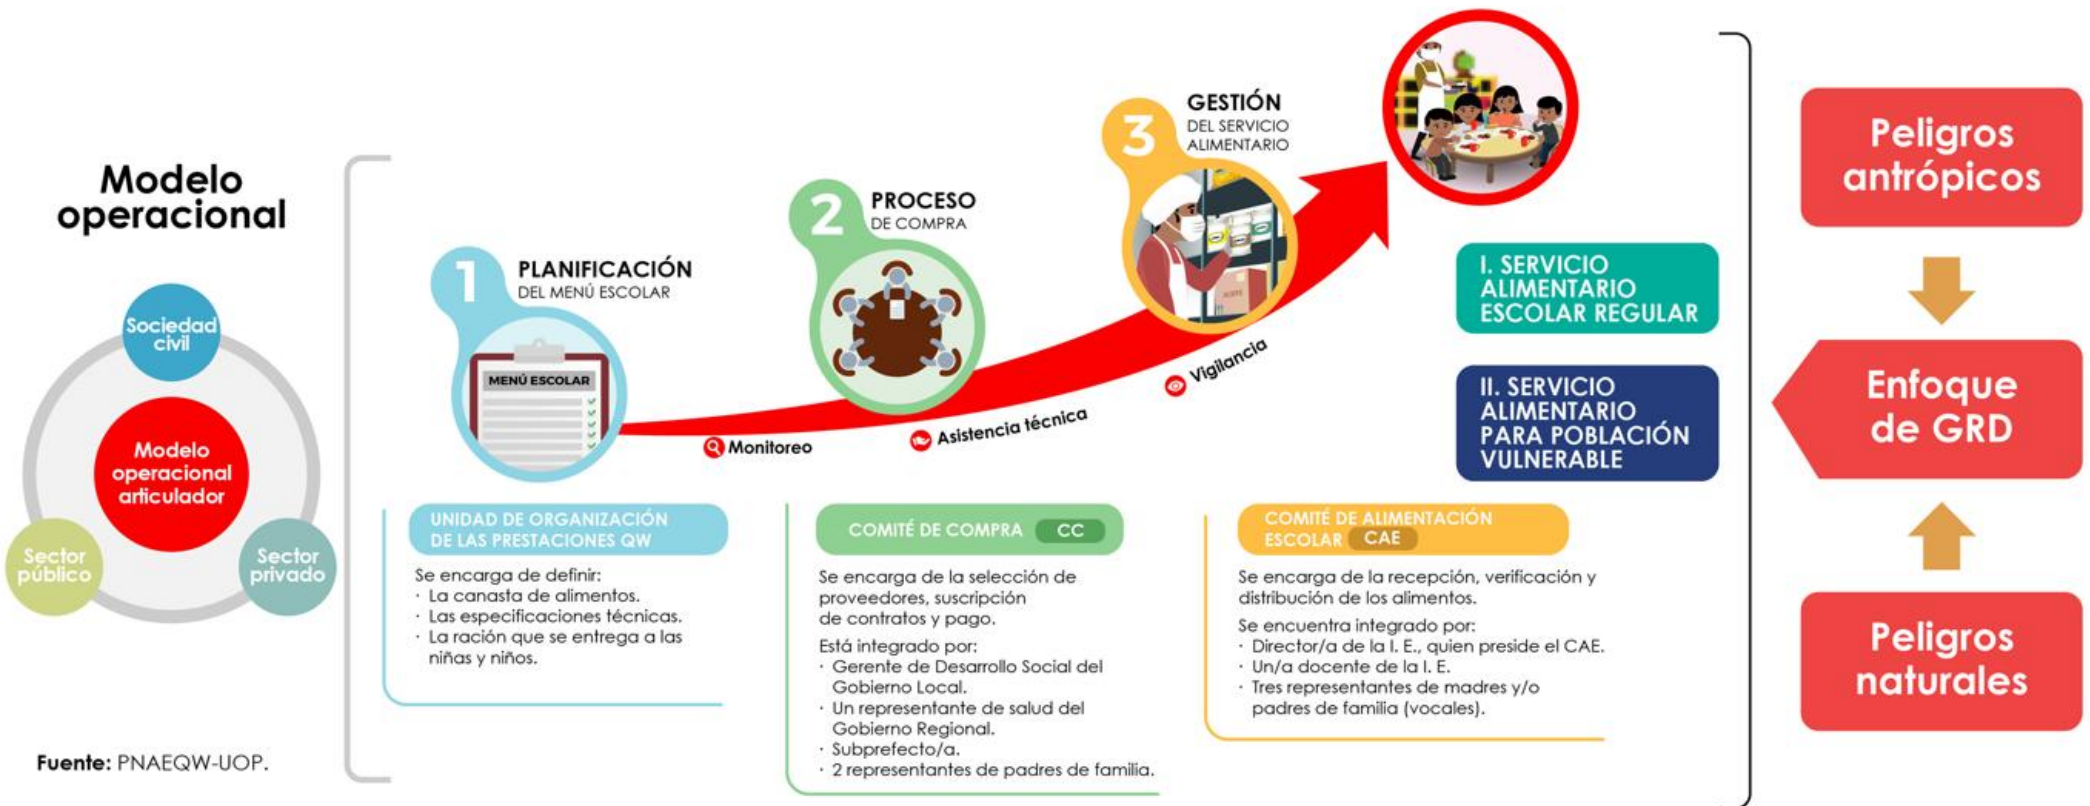 Modelo
operacional
Sociedad
civil
Modelo
operacional
articulador
Sector
público
Sector
privado
Fuente: PNAEQW-UOP.
1
PLANIFICACIÓN
DEL MENÚ ESCOLAR
MENÚ ESCOLAR
2
PROCESO
DE COMPRA
3
GESTIÓN
DEL SERVICIO
ALIMENTARIO
ACEITE
Monitoreo
Asistencia técnica
Vigilancia
UNIDAD DE ORGANIZACIÓN
DE LAS PRESTACIONES QW
Se encarga de definir:
· La canasta de alimentos.
· Las especificaciones técnicas.
· La ración que se entrega a las
niñas y niños.
COMITÉ DE COMPRA CC
Se encarga de la selección de
proveedores, suscripción
de contratos y pago.
Está integrado por:
· Gerente de Desarrollo Social del
Gobierno Local.
· Un representante de salud del
Gobierno Regional.
· Subprefecto/a.
· 2 representantes de padres de familia.
COMITÉ DE ALIMENTACIÓN
ESCOLAR CAE
Se encarga de la recepción, verificación y
distribución de los alimentos.
Se encuentra integrado por:
· Director/a de la I. E., quien preside el CAE.
· Un/a docente de la I. E.
· Tres representantes de madres y/o
padres de familia (vocales).
I. SERVICIO
ALIMENTARIO
ESCOLAR REGULAR
II. SERVICIO
ALIMENTARIO
PARA POBLACIÓN
VULNERABLE
Peligros
antrópicos
Enfoque
de GRD
Peligros
naturales